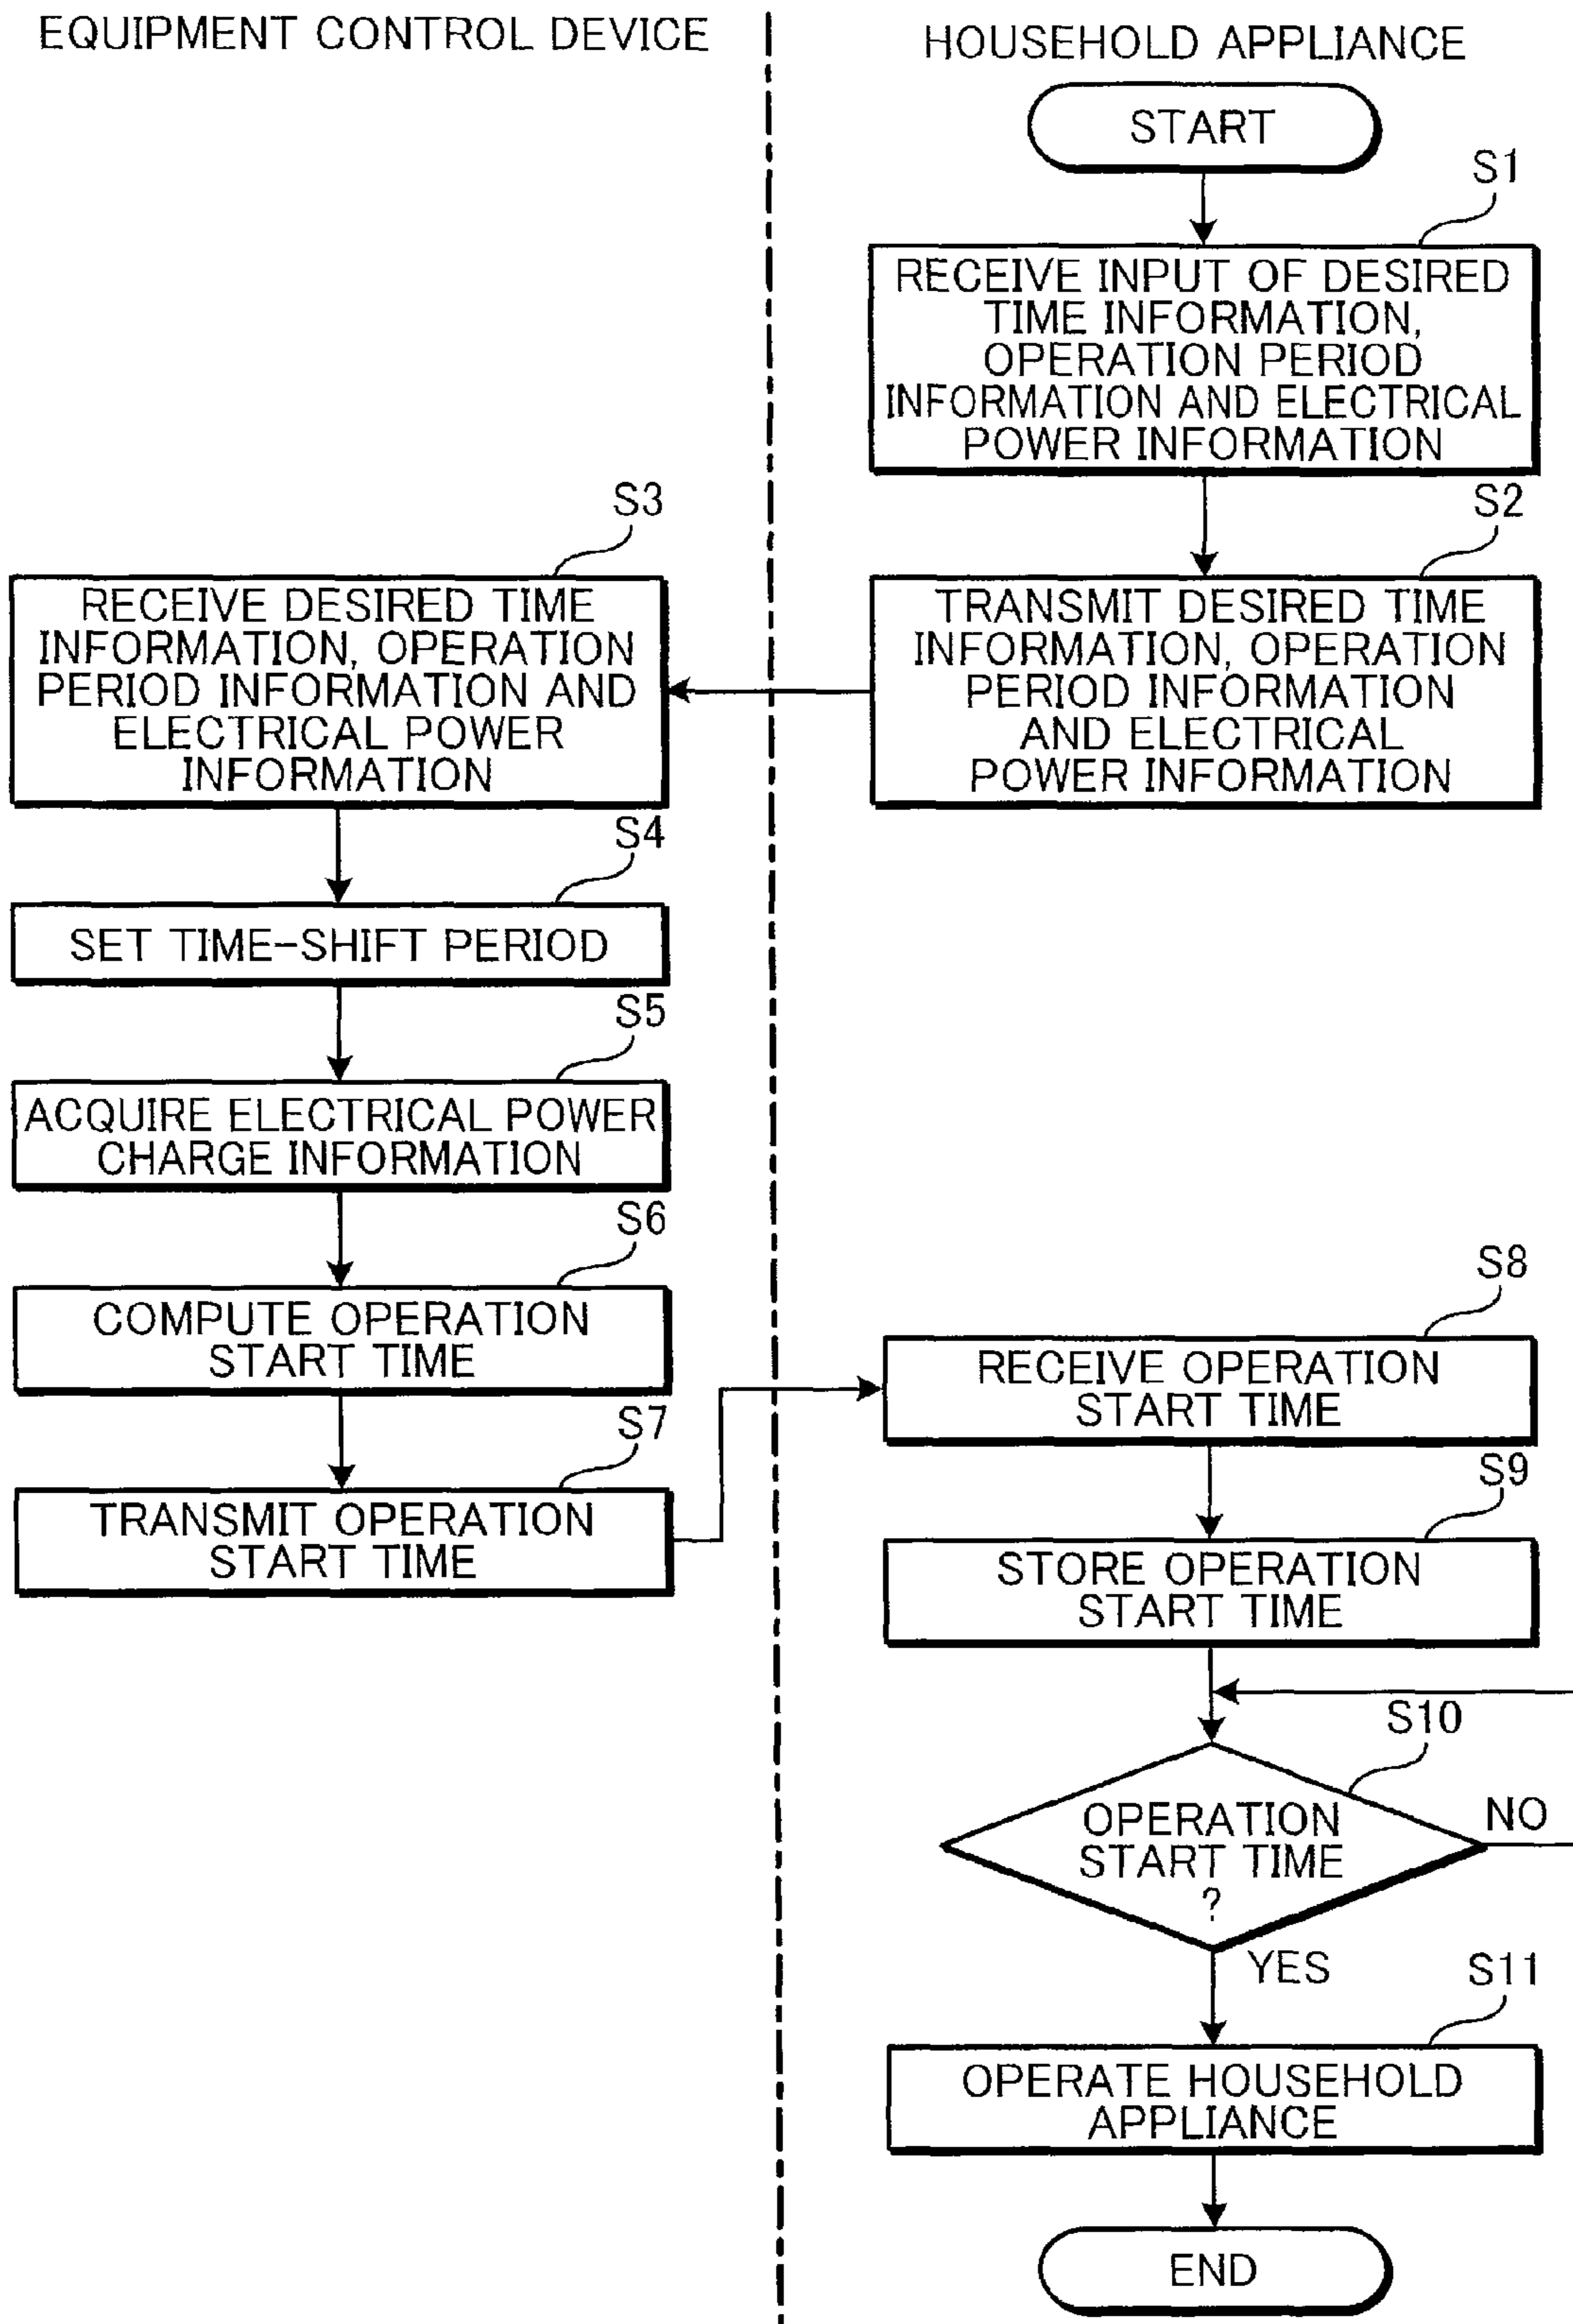 EQUIPMENT CONTROL DEVICE
HOUSEHOLD APPLIANCE
START
S1
RECEIVE INPUT OF DESIRED
TIME INFORMATION,
OPERATION PERIOD
INFORMATION AND ELECTRICAL
POWER INFORMATION
S2
TRANSMIT DESIRED TIME
INFORMATION, OPERATION
PERIOD INFORMATION
AND ELECTRICAL
POWER INFORMATION
S3
RECEIVE DESIRED TIME
INFORMATION, OPERATION
PERIOD INFORMATION AND
ELECTRICAL POWER
INFORMATION
S4
SET TIME-SHIFT PERIOD
S5
ACQUIRE ELECTRICAL POWER
CHARGE INFORMATION
S6
COMPUTE OPERATION
START TIME
S7
TRANSMIT OPERATION
START TIME
S8
RECEIVE OPERATION
START TIME
S9
STORE OPERATION
START TIME
S10
OPERATION
START TIME
?
NO
YES
S11
OPERATE HOUSEHOLD
APPLIANCE
END